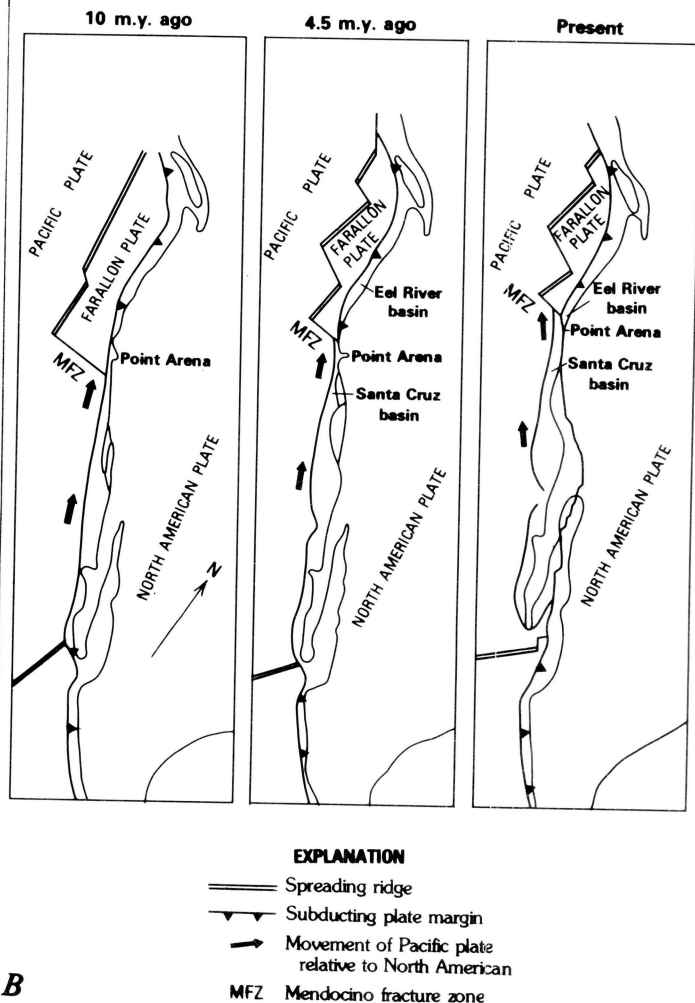 10 m.y. ago
PACIFIC PLATE
FARALLON PLATE
MFZ
Point Arena
NORTH AMERICAN PLATE
N
4.5 m.y. ago
PACIFIC PLATE
FARALLON
PLATE
Eel River
basin
MFZ
Point Arena
Santa Cruz
basin
NORTH AMERICAN PLATE
Present
PACIFIC PLATE
FARALLON
PLATE
MFZ
Eel River
basin
Point Arena
Santa Cruz
basin
NORTH AMERICAN PLATE
EXPLANATION
Spreading ridge
Subducting plate margin
Movement of Pacific plate
relative to North American
MFZ Mendocino fracture zone
B